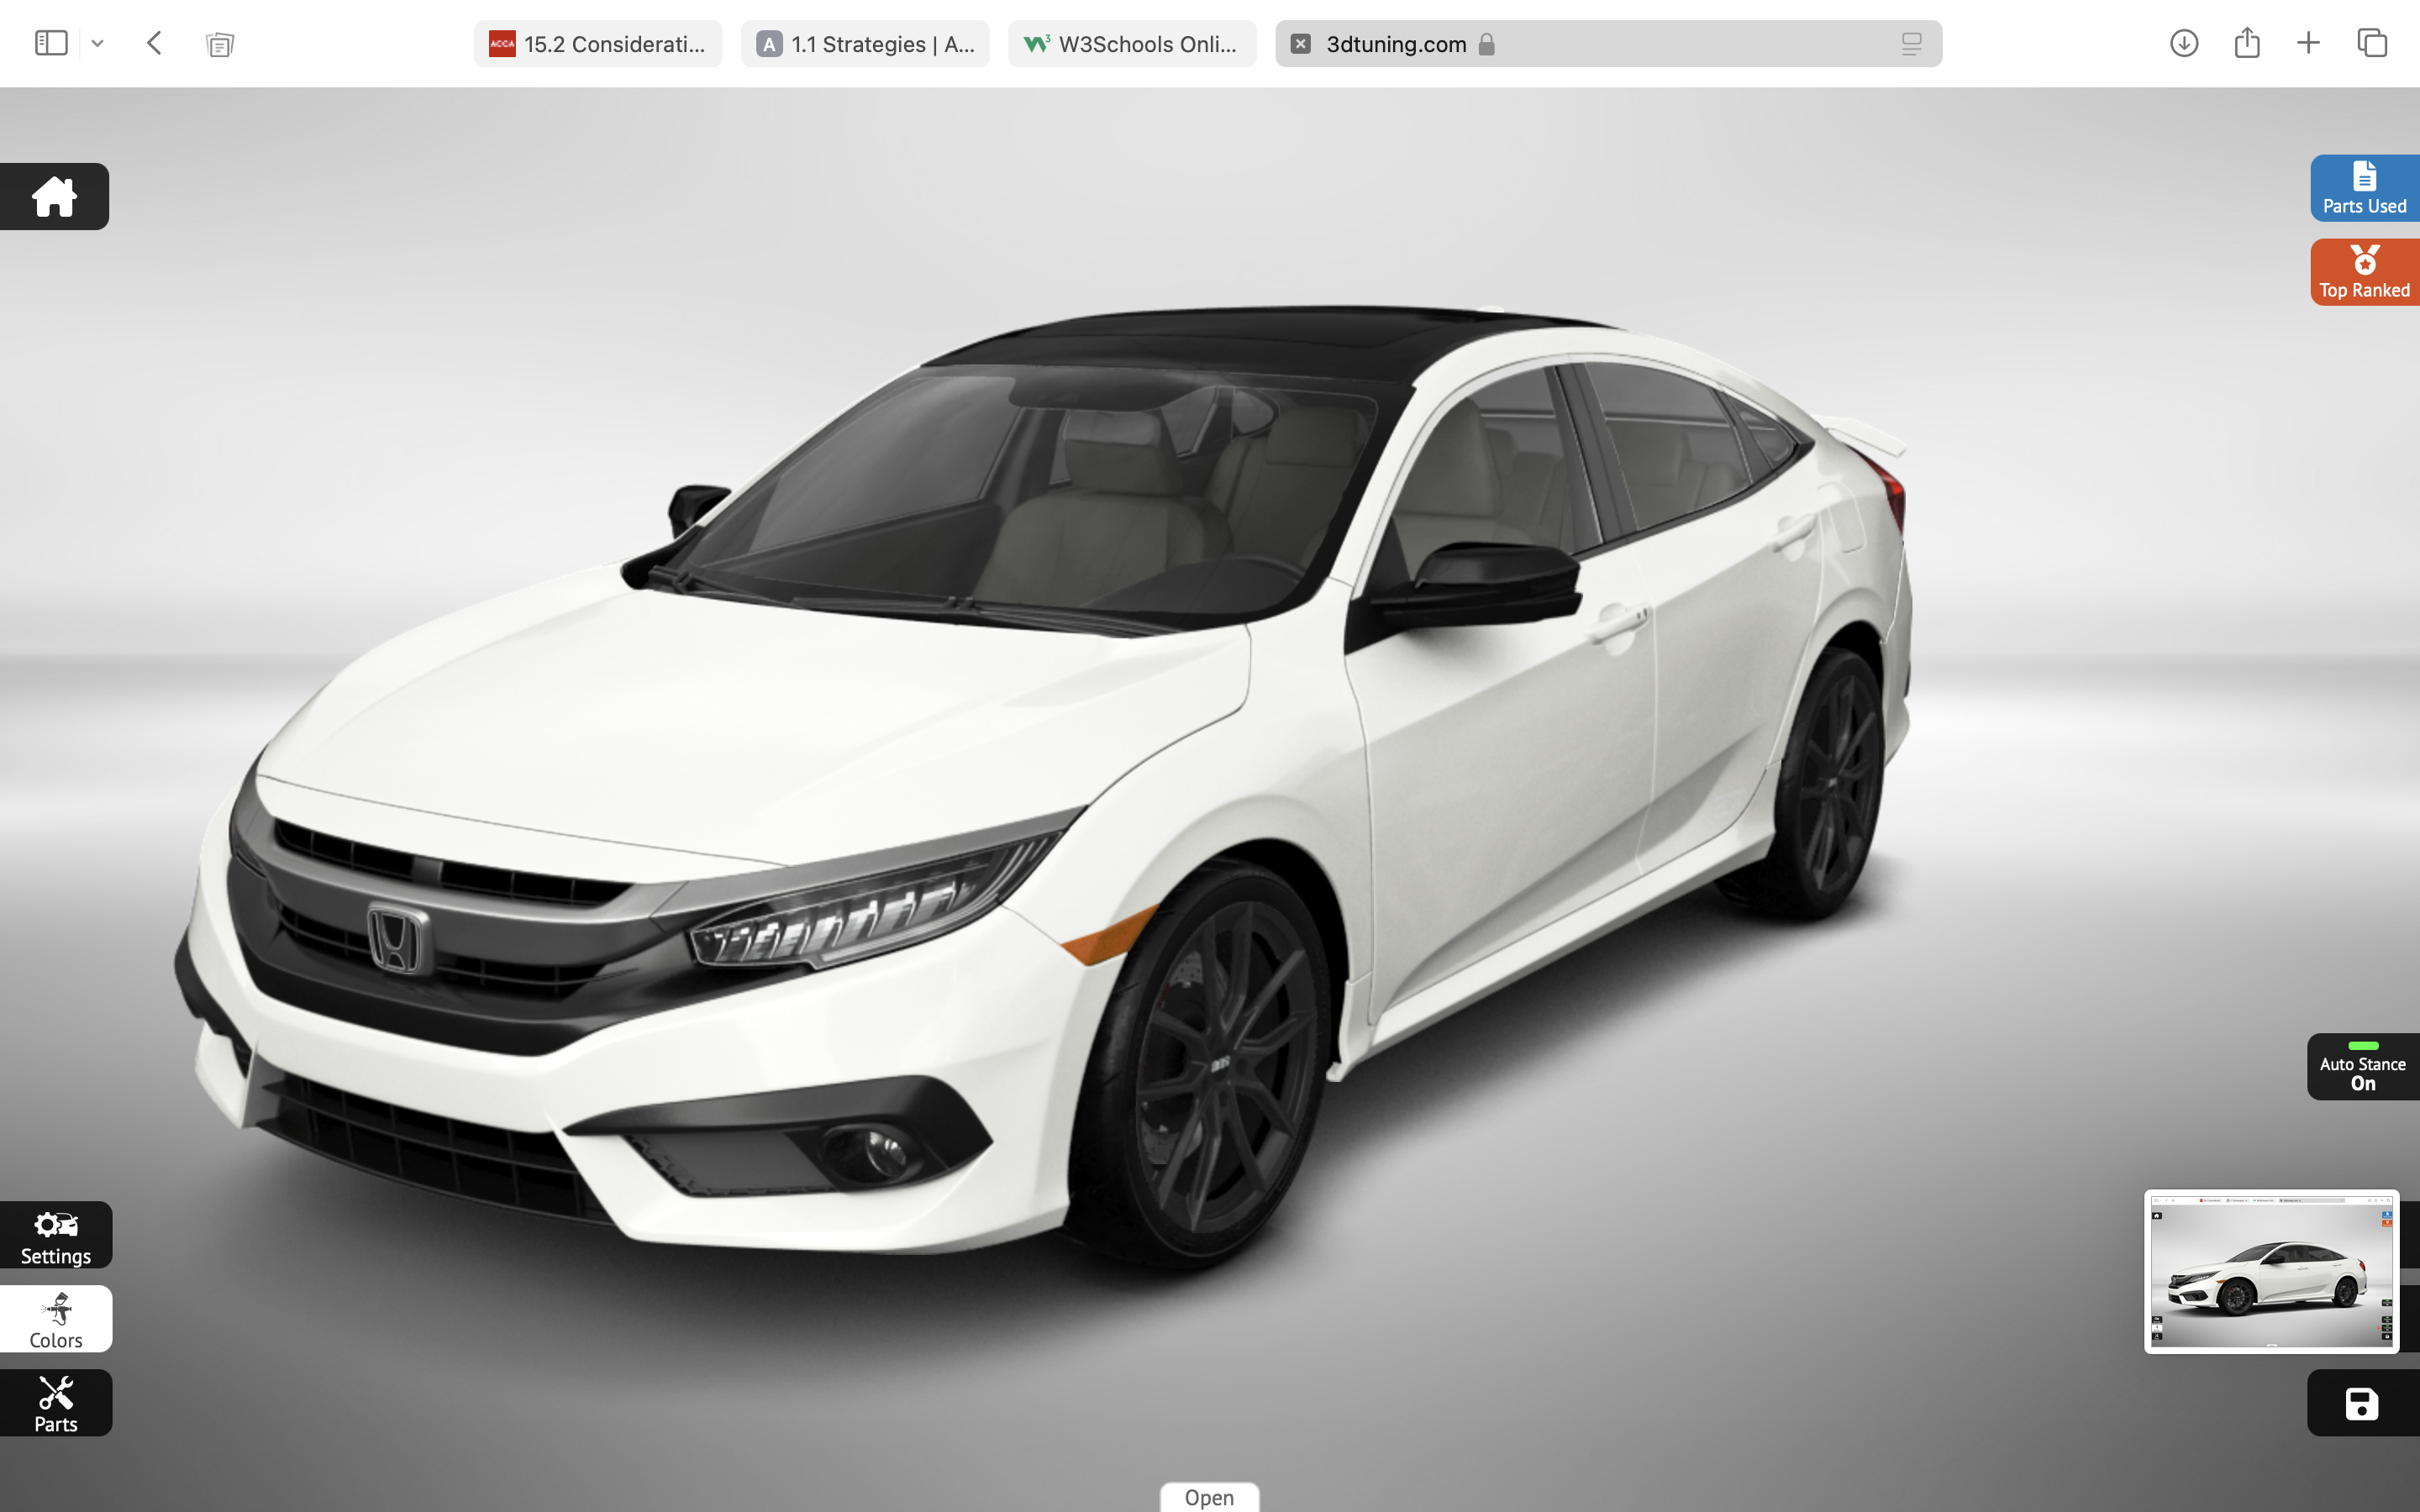 ACCA 15.2 Considerati...
A 1.1 Strategies | A...
W3Schools Onli...
3dtuning.com
Parts Used
Top Ranked
Auto Stance
On
Settings
Colors
Parts
Open